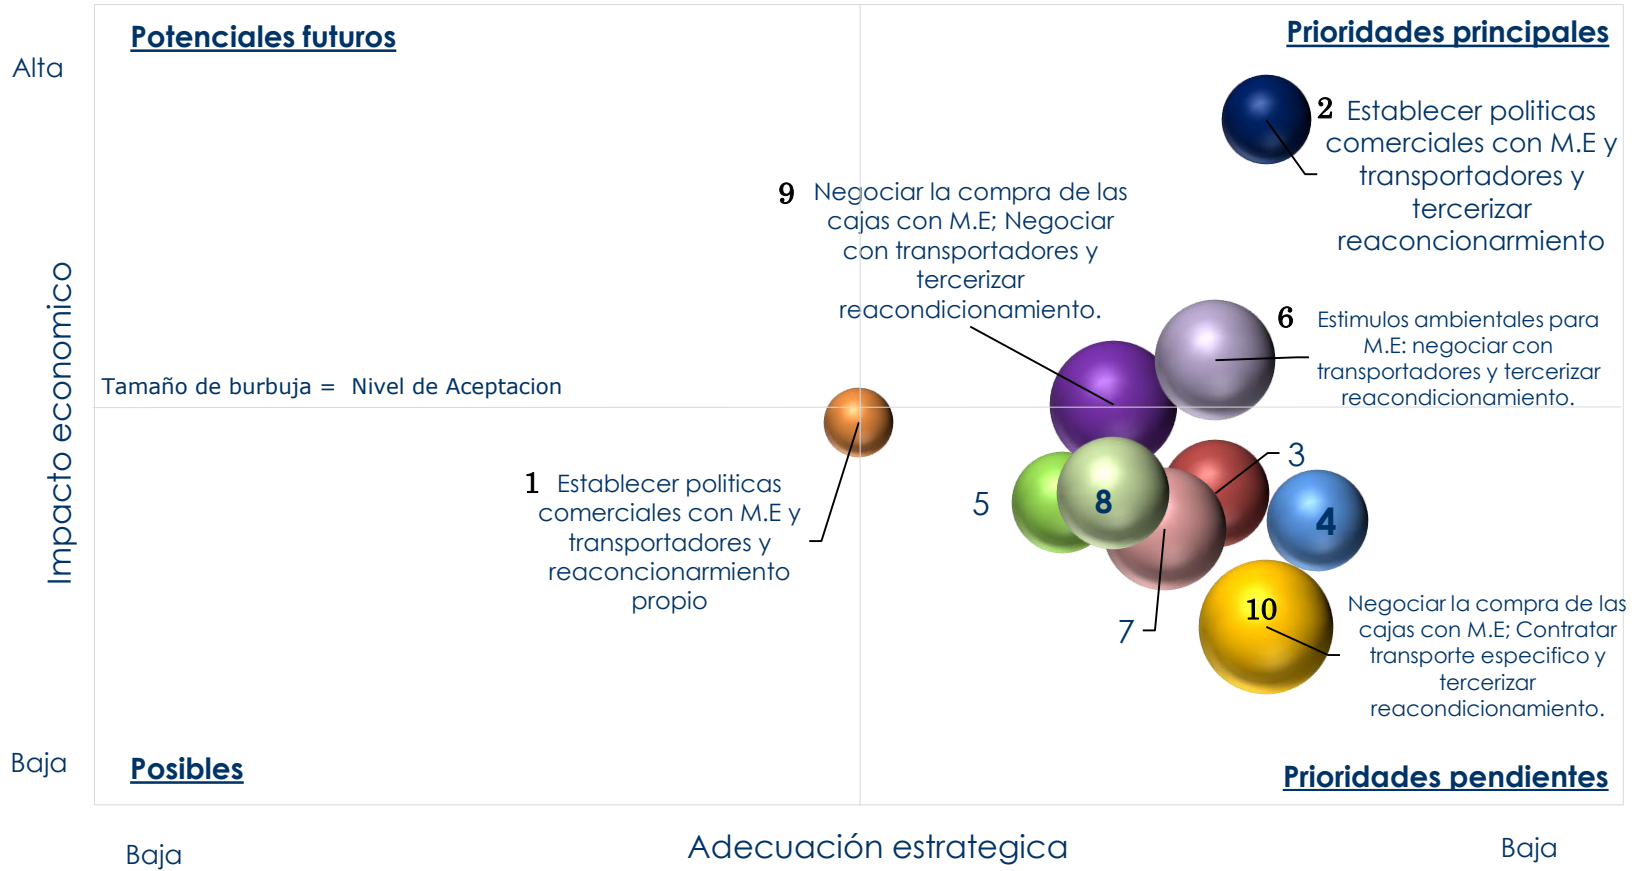 Potenciales futuros
Prioridades principales
Alta
2 Establecer politicas
comerciales con M.E y
transportadores y
tercerizar
reaconcionarmiento
9 Negociar la compra de las
cajas con M.E; Negociar
con transportadores y
tercerizar
reacondicionamiento.
6 Estimulos ambientales para
M.E: negociar con
transportadores y tercerizar
reacondicionamiento.
Impacto economico
Tamaño de burbuja = Nivel de Aceptacion
1 Establecer politicas
comerciales con M.E y
transportadores y
reaconcionarmiento
propio
3
5
8
4
7
10
Negociar la compra de las
cajas con M.E; Contratar
transporte especifico y
tercerizar
reacondicionamiento.
Baja
Posibles
Prioridades pendientes
Baja
Adecuación estrategica
Baja